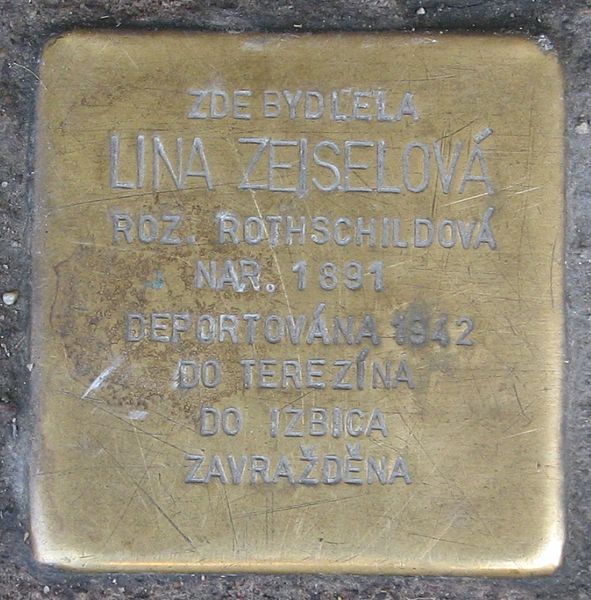 ZDE BYDLELA
LINA ZEISELOVÁ
ROZ. ROTHSCHILDOVÁ
NAR. 1891
DEPORTOVÁNA 1942
DO TEREZÍNA
DO IZBICA
ZAVRAŽDĚNA